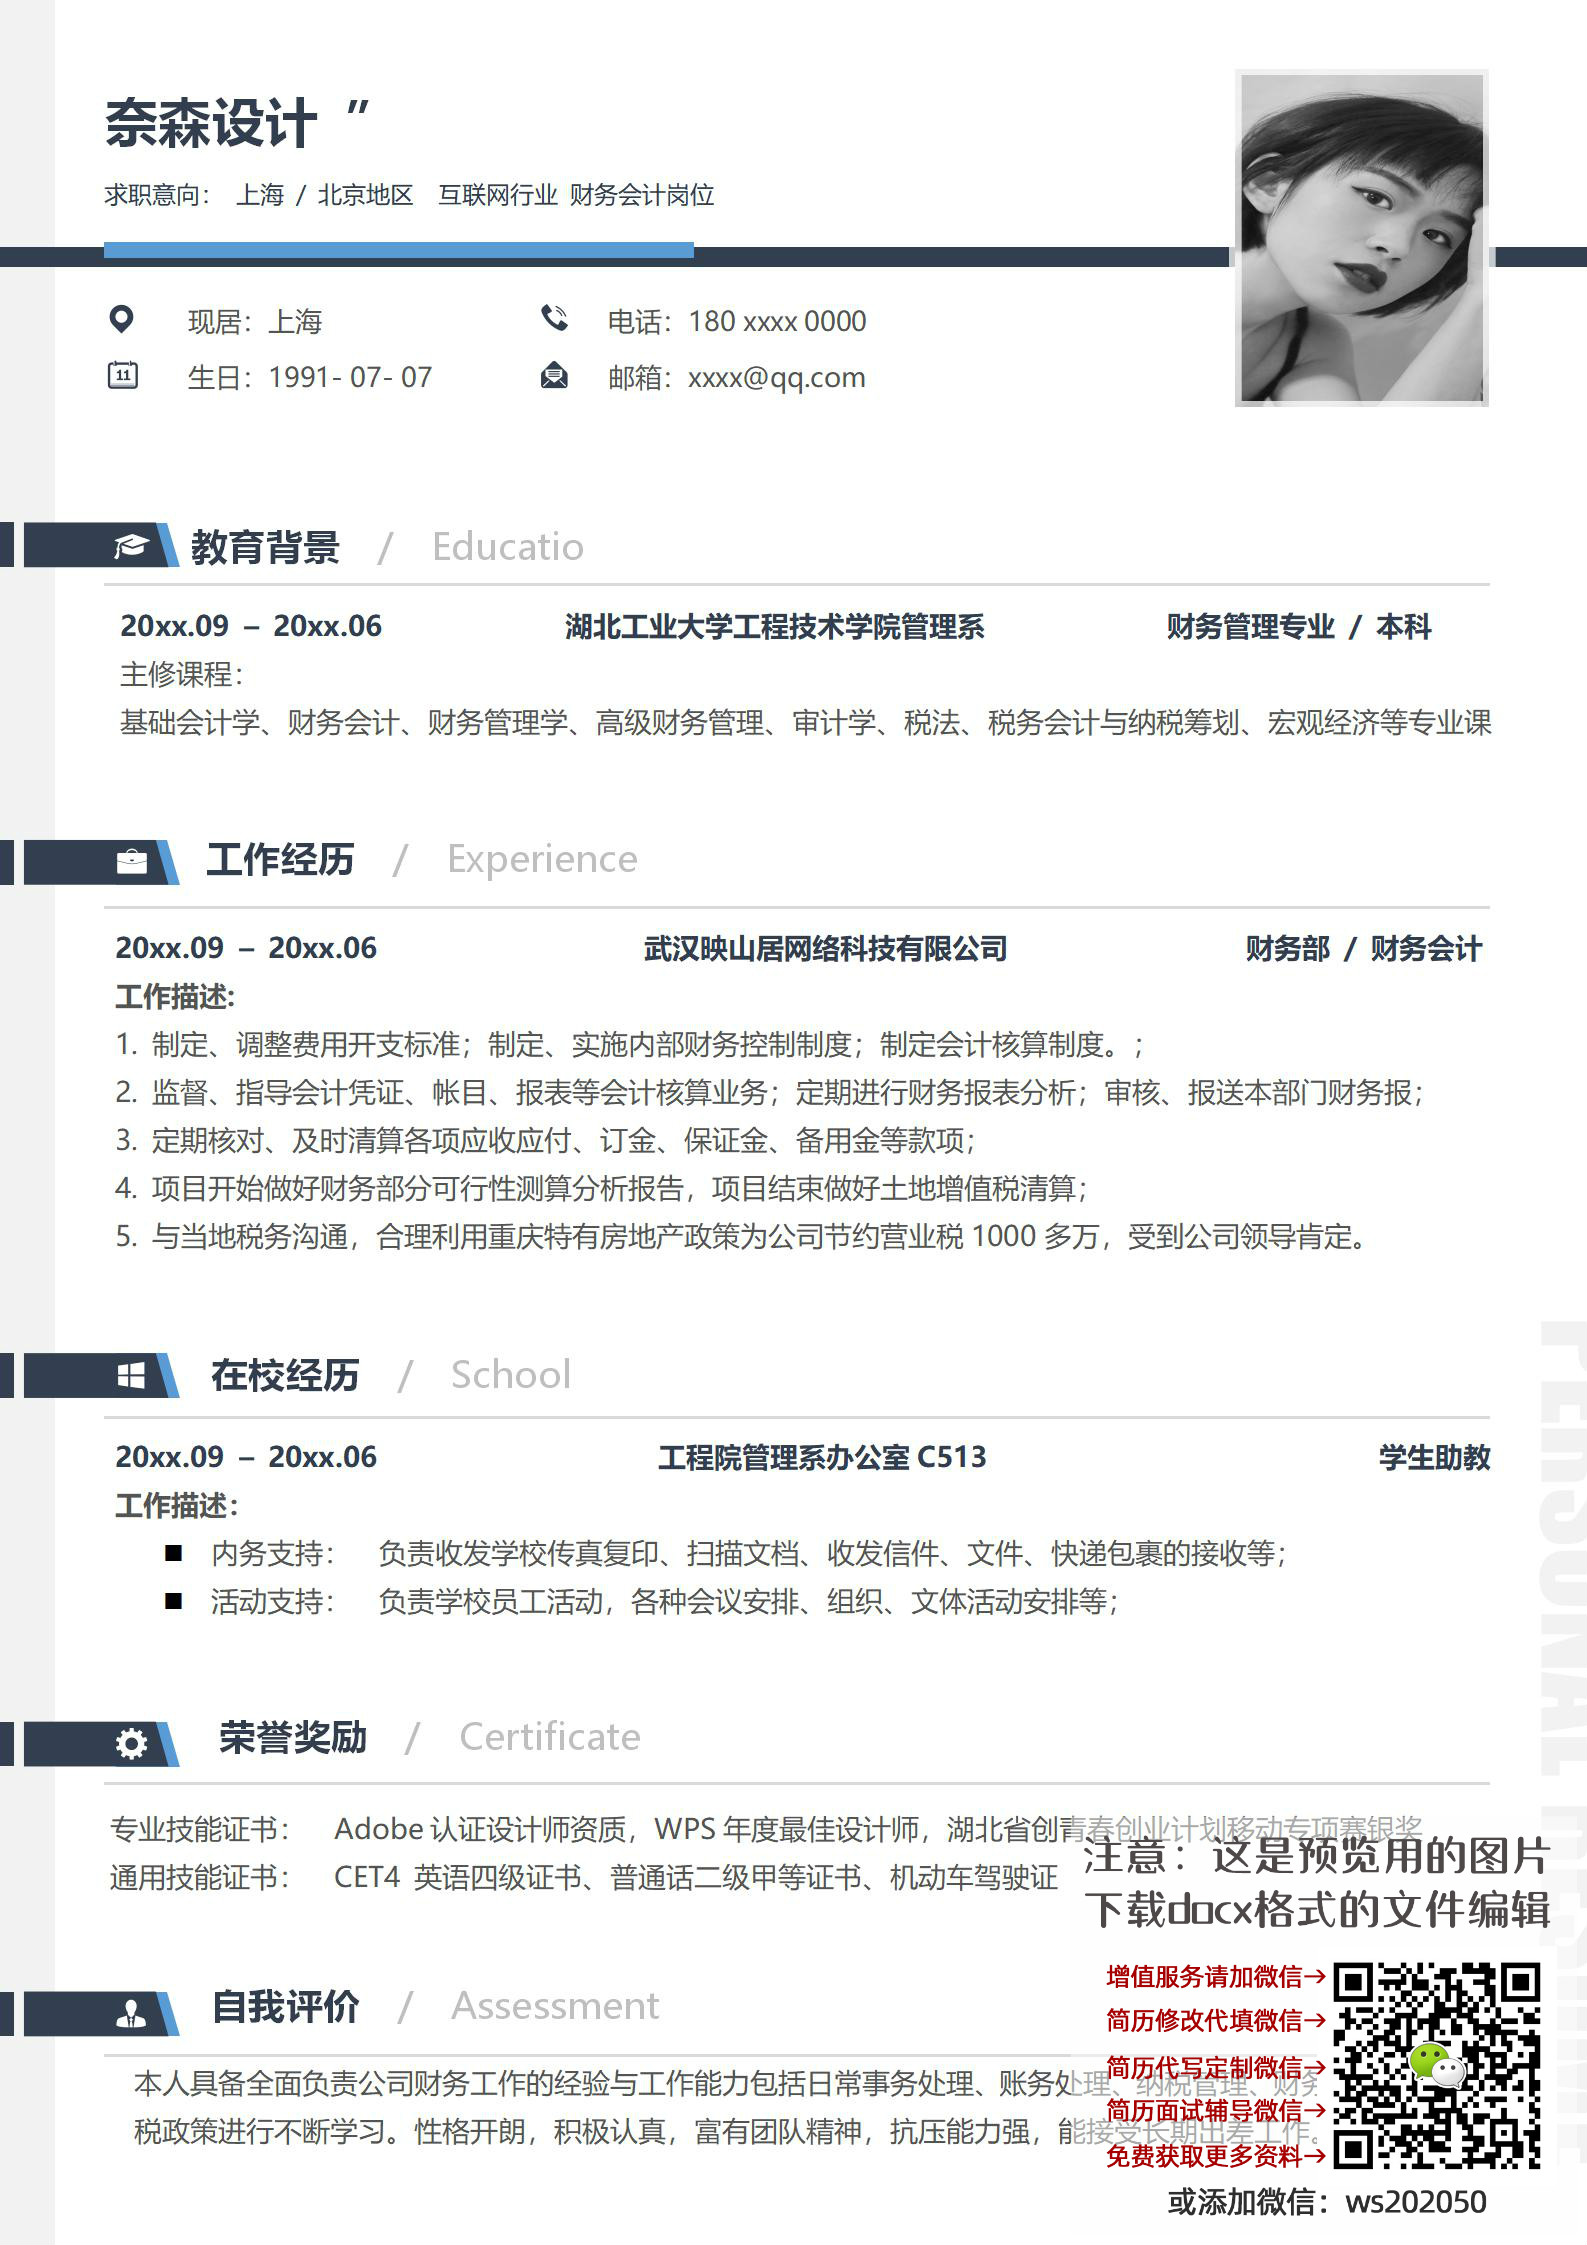 奈森设计 ”
求职意向： 上海 / 北京地区 互联网行业 财务会计岗位
现居：上海
电话：180 xxxx 0000
11
生日：1991- 07- 07
邮箱：xxxx@qq.com
教育背景 / Educatio
20xx.09 – 20xx.06 湖北工业大学工程技术学院管理系 财务管理专业 / 本科
主修课程：
基础会计学、财务会计、财务管理学、高级财务管理、审计学、税法、税务会计与纳税筹划、宏观经济等专业课
工作经历 / Experience
20xx.09 – 20xx.06 武汉映山居网络科技有限公司 财务部 / 财务会计
工作描述:
1. 制定、调整费用开支标准；制定、实施内部财务控制制度；制定会计核算制度。；
2. 监督、指导会计凭证、帐目、报表等会计核算业务；定期进行财务报表分析；审核、报送本部门财务报；
3. 定期核对、及时清算各项应收应付、订金、保证金、备用金等款项；
4. 项目开始做好财务部分可行性测算分析报告，项目结束做好土地增值税清算；
5. 与当地税务沟通，合理利用重庆特有房地产政策为公司节约营业税 1000 多万，受到公司领导肯定。
在校经历 / School
20xx.09 – 20xx.06 工程院管理系办公室 C513 学生助教
工作描述：
■ 内务支持： 负责收发学校传真复印、扫描文档、收发信件、文件、快递包裹的接收等；
■ 活动支持： 负责学校员工活动，各种会议安排、组织、文体活动安排等；
荣誉奖励 / Certificate
专业技能证书： Adobe 认证设计师资质，WPS 年度最佳设计师，湖北省创青春创业计划移动专项赛银奖
通用技能证书： CET4 英语四级证书、普通话二级甲等证书、机动车驾驶证
注意：这是预览用的图片
下载docx格式的文件编辑
自我评价 / Assessment
本人具备全面负责公司财务工作的经验与工作能力包括日常事务处理、账务处理、纳税管理、财务
税政策进行不断学习。性格开朗，积极认真，富有团队精神，抗压能力强，能接受长期出差工作。
增值服务请加微信→
简历修改代填微信→
简历代写定制微信→
简历面试辅导微信→
免费获取更多资料→
或添加微信：ws202050
PERSONAL